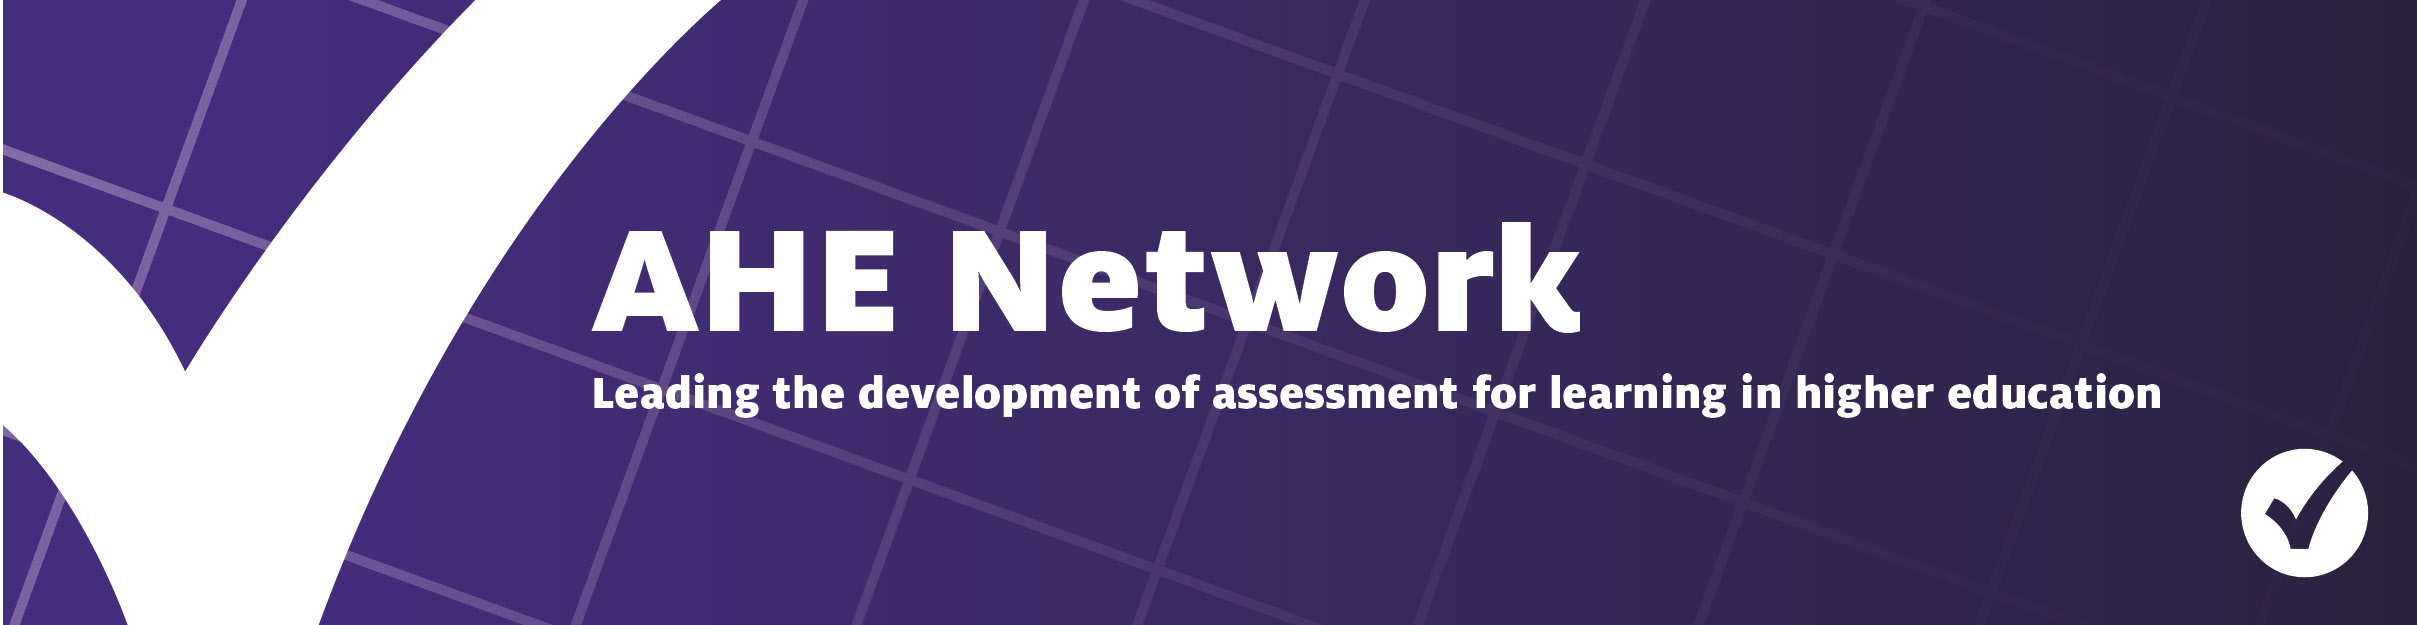 AHE Network
Leading the development of assessment for learning in higher education